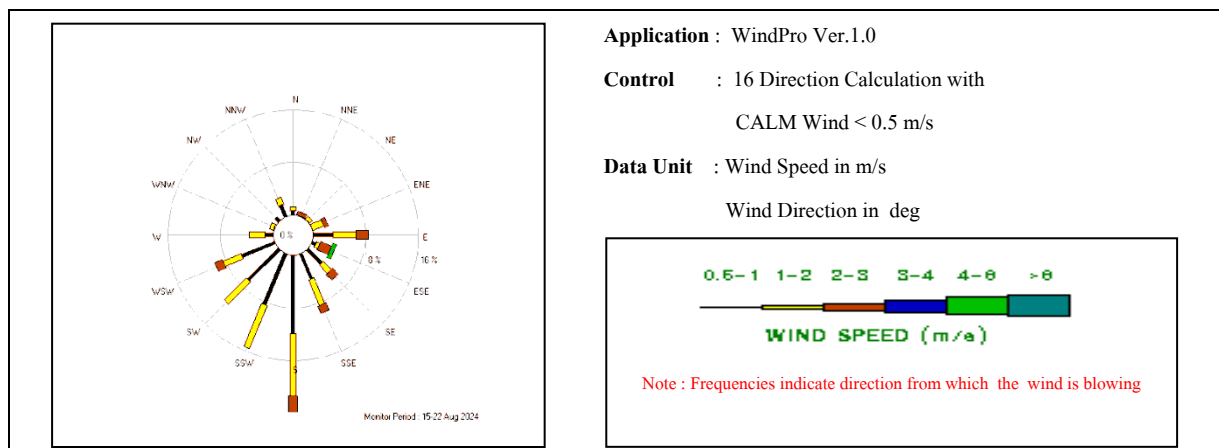 N
NNW
NNE
NW
NE
WNW
ENE
W
0 %
E
8 %
16 %
WSW
ESE
SW
SE
SSW
S
SSE
Monitor Period : 15-22 Aug 2024
Application : WindPro Ver.1.0
Control : 16 Direction Calculation with
CALM Wind < 0.5 m/s
Data Unit : Wind Speed in m/s
Wind Direction in deg
0.5-1 1-2 2-3 3-4 4-6 >6
WIND SPEED (m/s)
Note : Frequencies indicate direction from which the wind is blowing